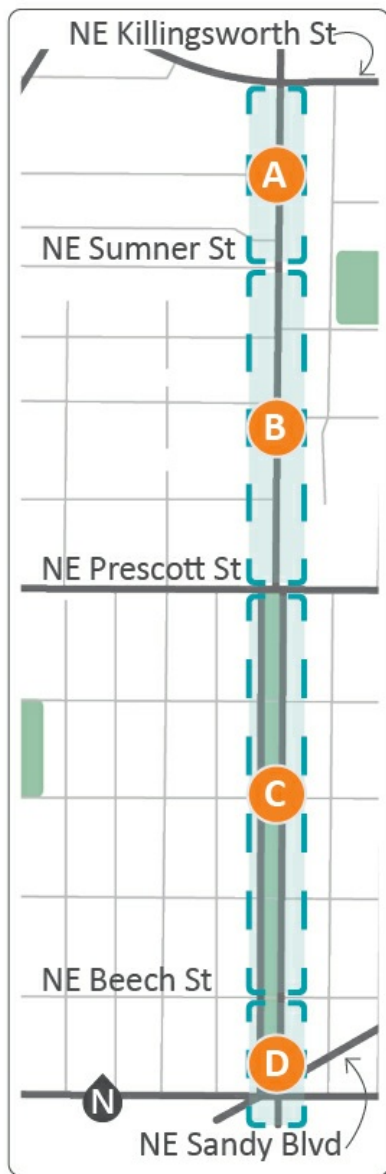 NE Killingsworth St
A
NE Sumner St
B
NE Prescott St
C
NE Beech St
D
N
NE Sandy Blvd